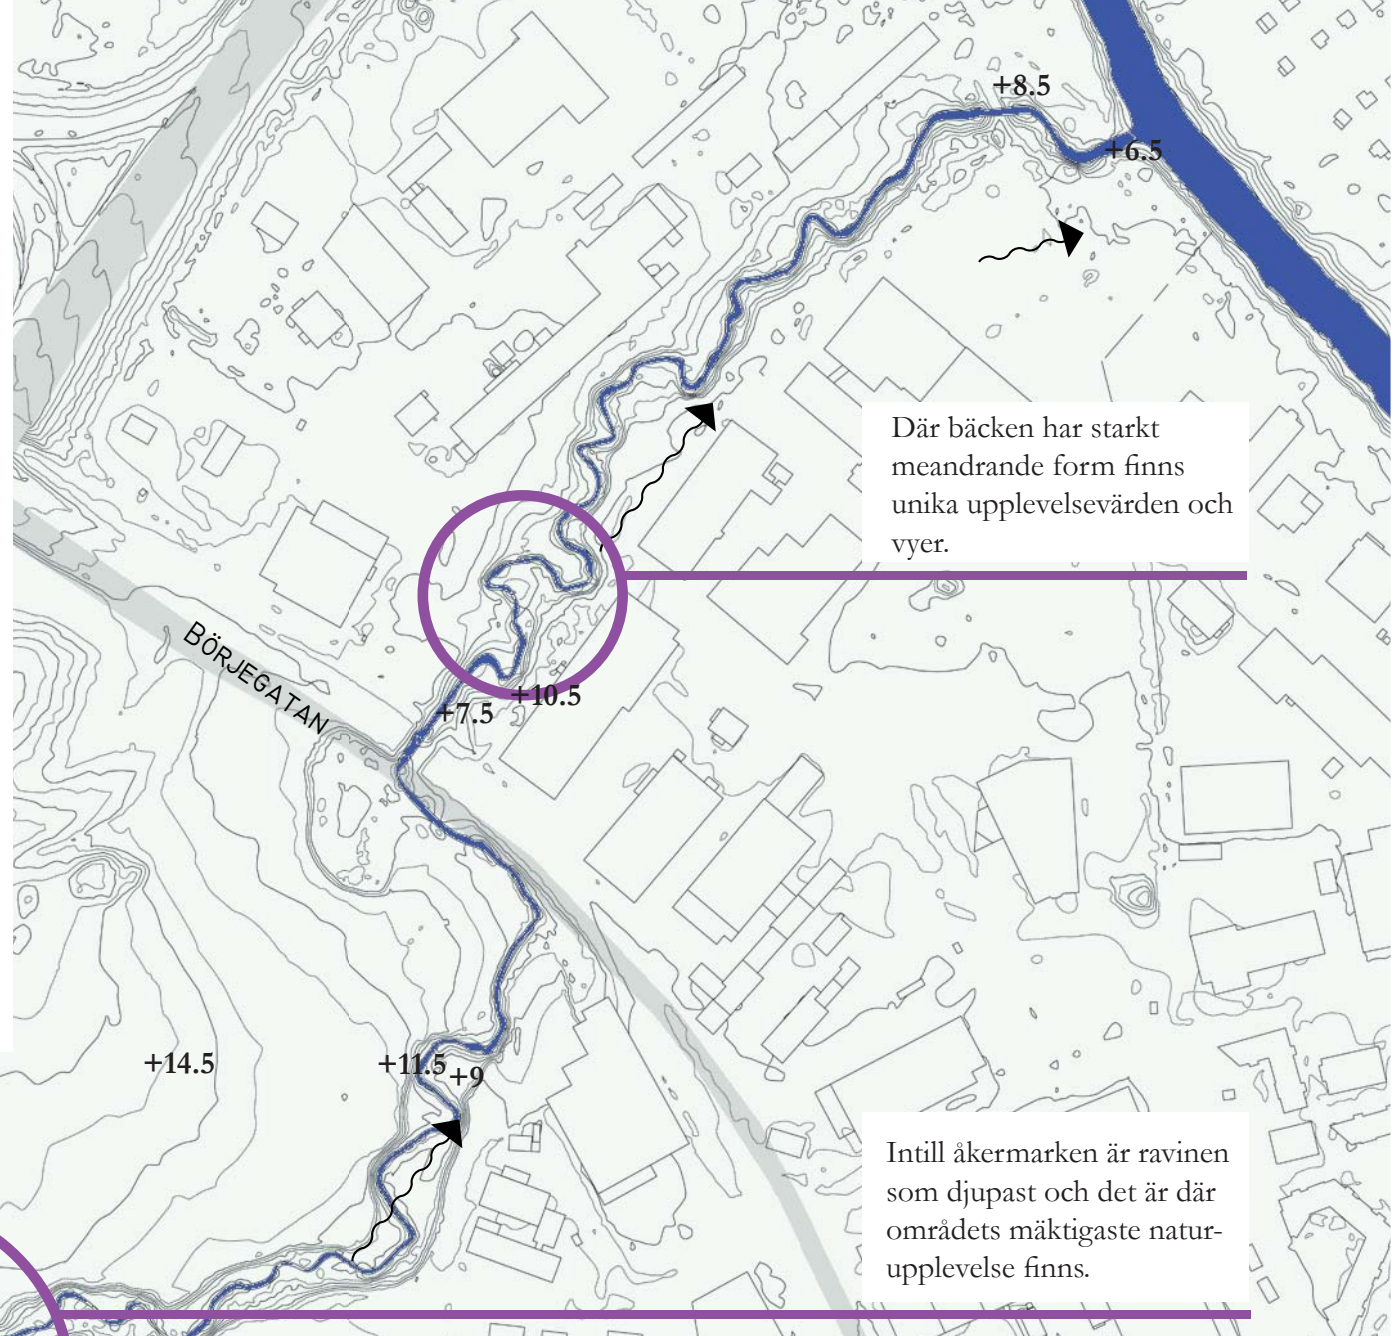 +8.5
+6.5
Där bäcken har starkt
meandrande form finns
unika upplevelsevärden och
vyer.
BÖRJEGATAN
+10.5
+7.5
+14.5
+11.5
+9
Intill åkermarken är ravinen
som djupast och det är där
områdets mäktigaste natur-
upplevelse finns.